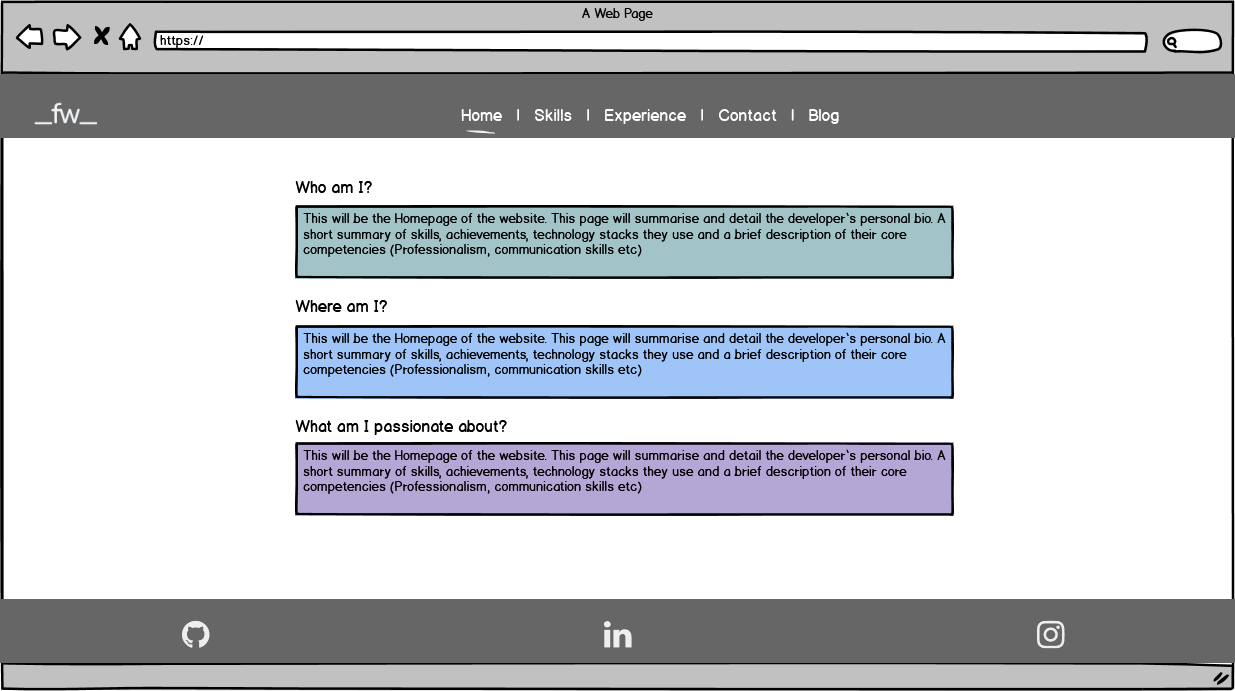 A Web Page
https://
_fw_
Home | Skills | Experience | Contact | Blog
Who am I?
This will be the Homepage of the website. This page will summarise and detail the developer`s personal bio. A
short summary of skills, achievements, technology stacks they use and a brief description of their core
competencies (Professionalism, communication skills etc)
Where am I?
This will be the Homepage of the website. This page will summarise and detail the developer`s personal bio. A
short summary of skills, achievements, technology stacks they use and a brief description of their core
competencies (Professionalism, communication skills etc)
What am I passionate about?
This will be the Homepage of the website. This page will summarise and detail the developer`s personal bio. A
short summary of skills, achievements, technology stacks they use and a brief description of their core
competencies (Professionalism, communication skills etc)
in